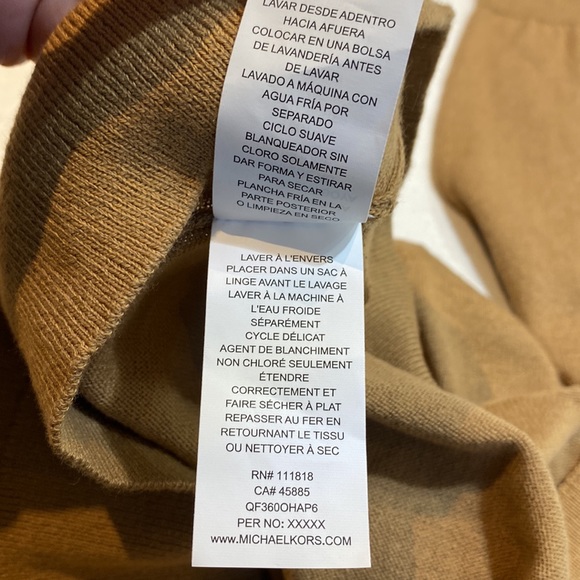 LAVAR DESDE ADENTRO
HACIA AFUERA
COLOCAR EN UNA BOLSA
DE LAVANDERÍA ANTES
DE LAVAR
LAVADO A MÁQUINA CON
AGUA FRÍA POR
SEPARADO
CICLO SUAVE
BLANQUEADOR SIN
CLORO SOLAMENTE
DAR FORMA Y ESTIRAR
PARA SECAR
PLANCHA FRÍA EN LA
PARTE POSTERIOR
O LIMPIEZA EN SECO
LAVER À L'ENVERS
PLACER DANS UN SAC À
LINGE AVANT LE LAVAGE
LAVER À LA MACHINE À
L'EAU FROIDE
SÉPARÉMENT
CYCLE DÉLICAT
AGENT DE BLANCHIMENT
NON CHLORÉ SEULEMENT
ÉTENDRE
CORRECTEMENT ET
FAIRE SÉCHER À PLAT
REPASSER AU FER EN
RETOURNANT LE TISSU
OU NETTOYER À SEC
RN# 111818
CA# 45885
QF360OHAP6
PER NO: XXXXX
WWW.MICHAELKORS.COM